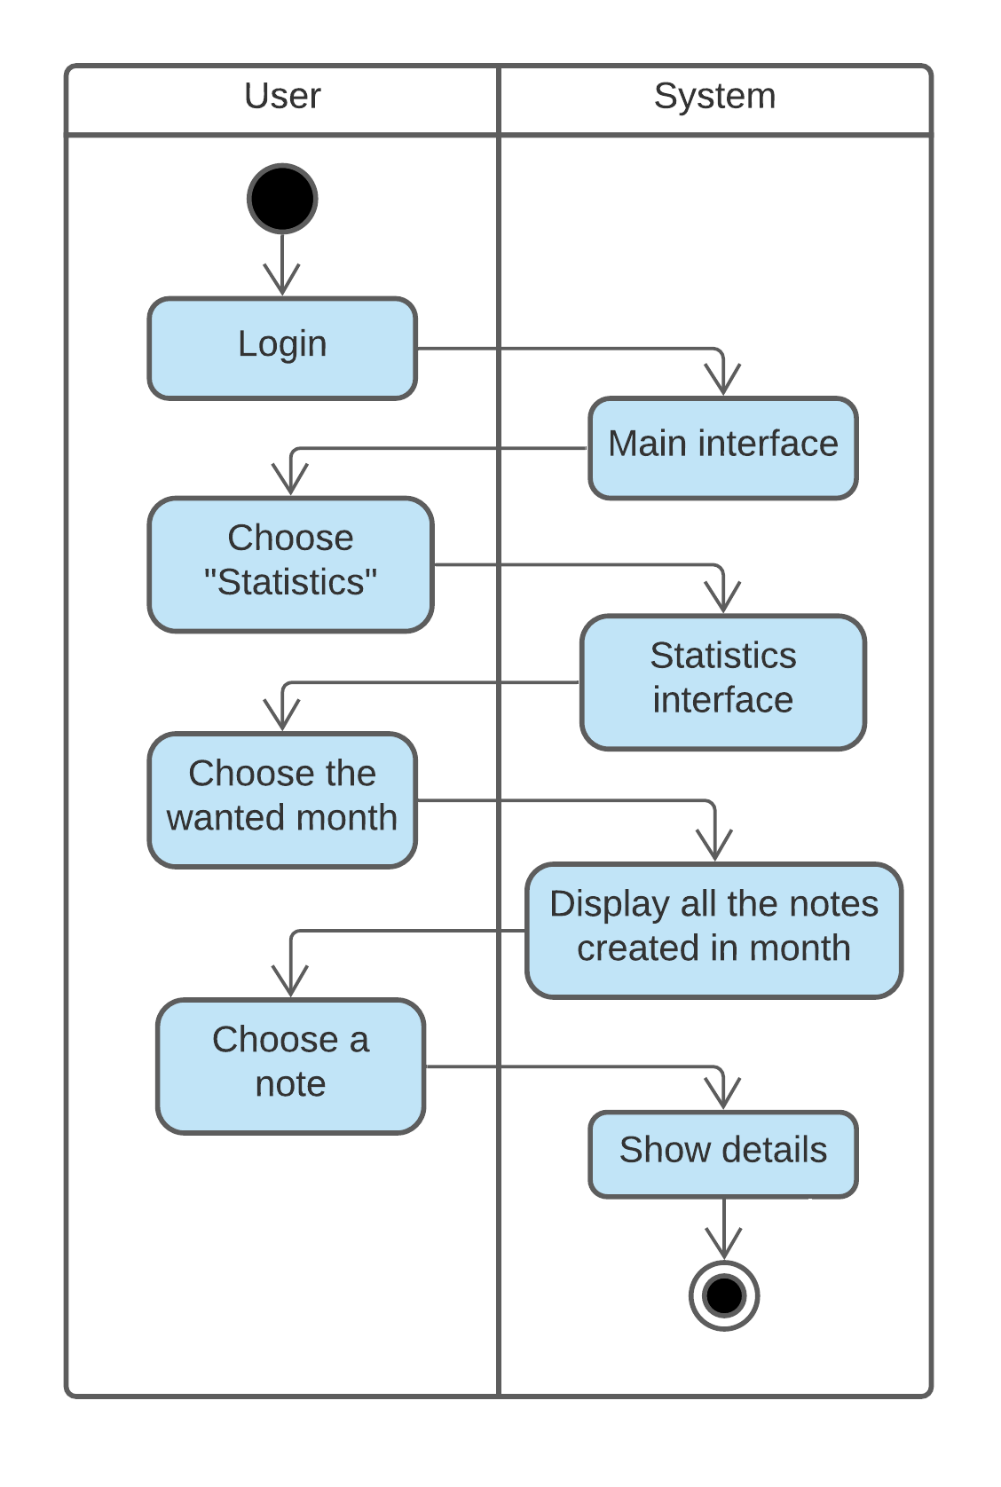 User
System
Login
Main interface
Choose
"Statistics"
Statistics
interface
Choose the
wanted month
Display all the notes
created in month
Choose a
note
Show details